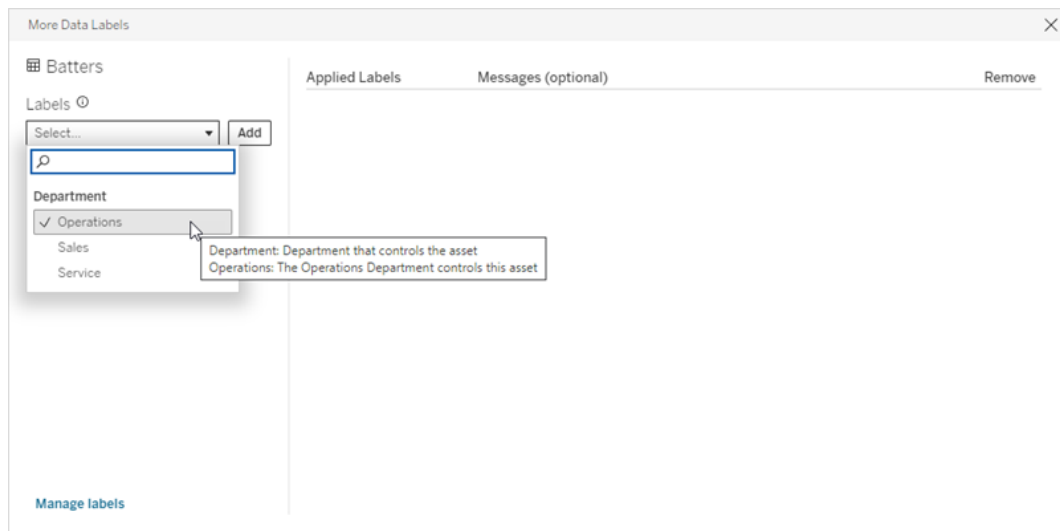 More Data Labels
Batters
Labels
Select...
Add
Department
Operations
Sales
Service
Department: Department that controls the asset
Operations: The Operations Department controls this asset
Manage labels
Applied Labels Messages (optional) Remove